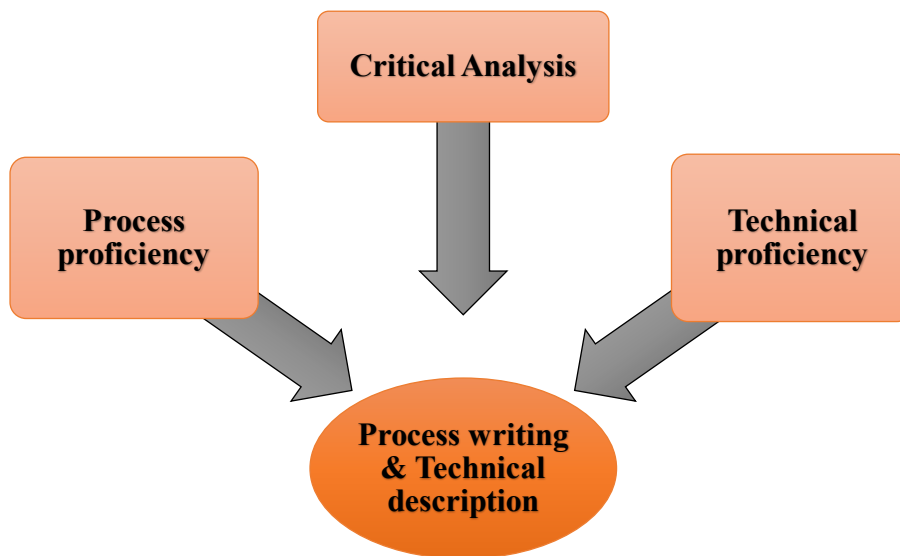 Critical Analysis
Process
proficiency
Technical
proficiency
Process writing
& Technical
description